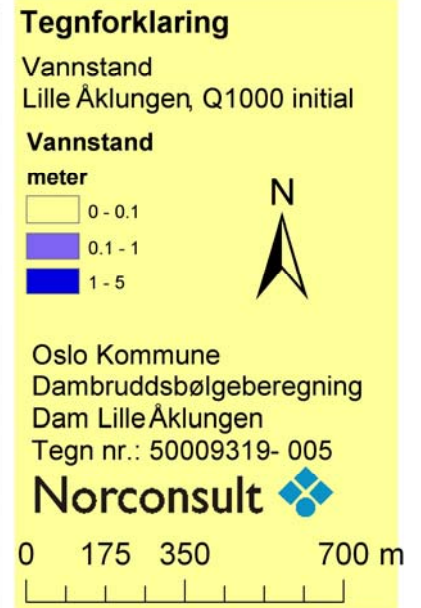 Tegnforklaring
Vannstand
Lille Åklungen, Q1000 initial
Vannstand
meter
0 - 0.1
0.1 - 1
1 - 5
N
Oslo Kommune
Dambruddsbølgeberegning
Dam Lille Åklungen
Tegn nr.: 50009319- 005
Norconsult
0 175 350 700 m